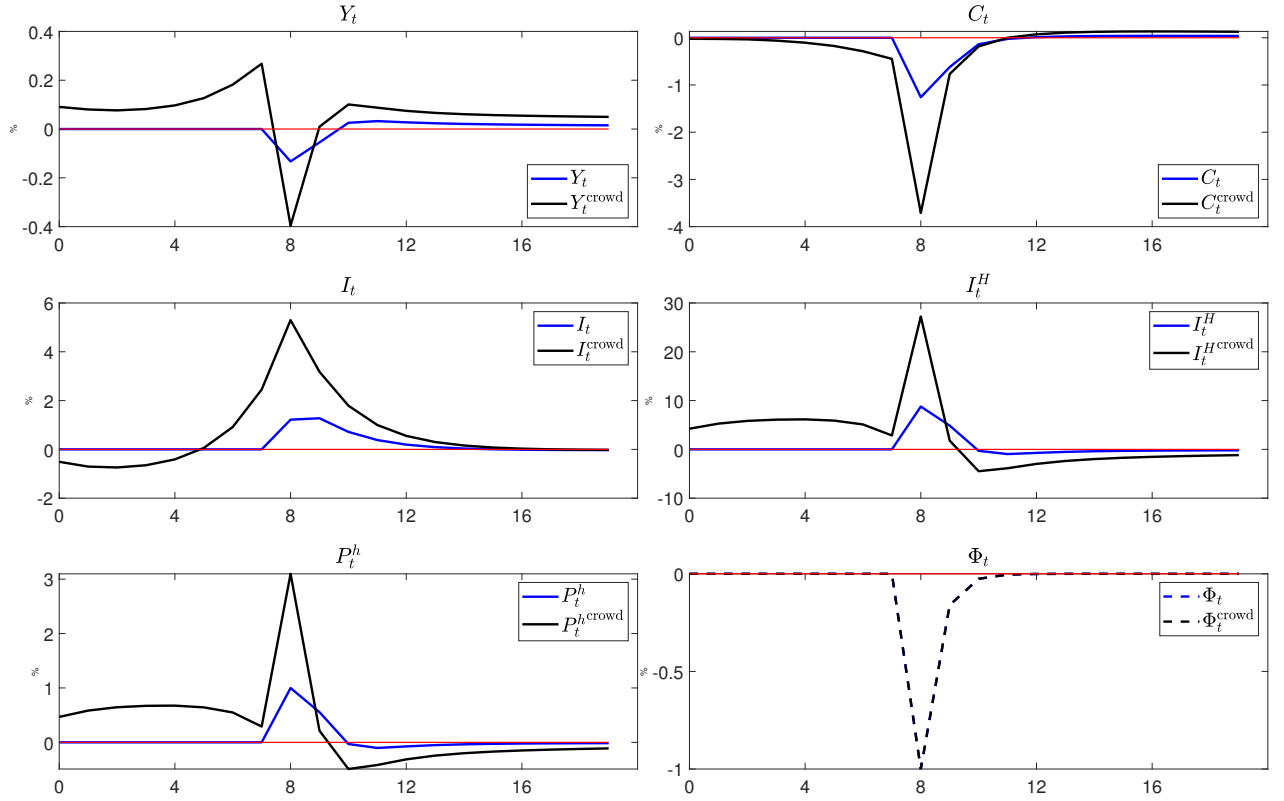 Y_t
C_t
0.4
0.2
0
-0.2
-0.4
%
0 4 8 12 16
Y_t
Y_t^crowd
0
-1
-2
-3
-4
%
0 4 8 12 16
C_t
C_t^crowd
I_t
I_t^H
6
4
2
0
-2
%
0 4 8 12 16
I_t
I_t^crowd
30
20
10
0
-10
%
0 4 8 12 16
I_t^H
I_t^H^crowd
P_t^h
Φ_t
3
2
1
0
%
0 4 8 12 16
P_t^h
P_t^h^crowd
0
-0.5
-1
%
0 4 8 12 16
Φ_t
Φ_t^crowd